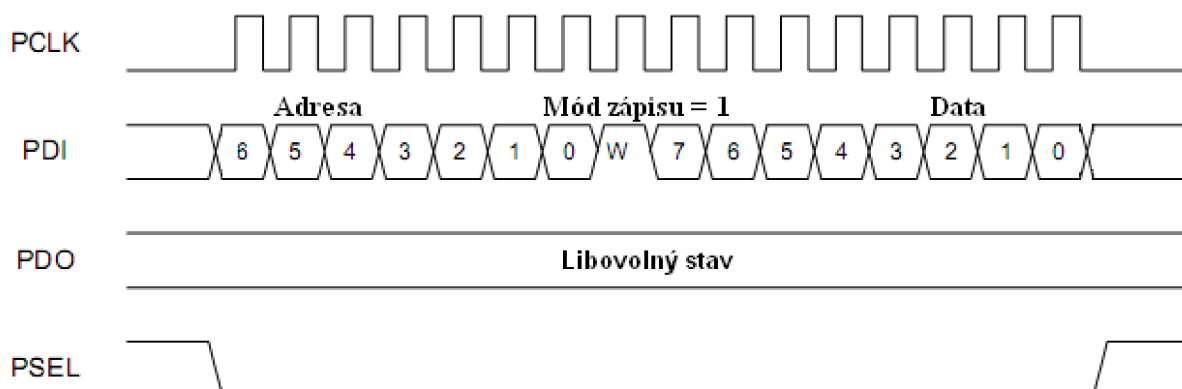 PCLK
Adresa Mód zápisu = 1 Data
PDI 6 5 4 3 2 1 0 W 7 6 5 4 3 2 1 0
PDO Libovolný stav
PSEL